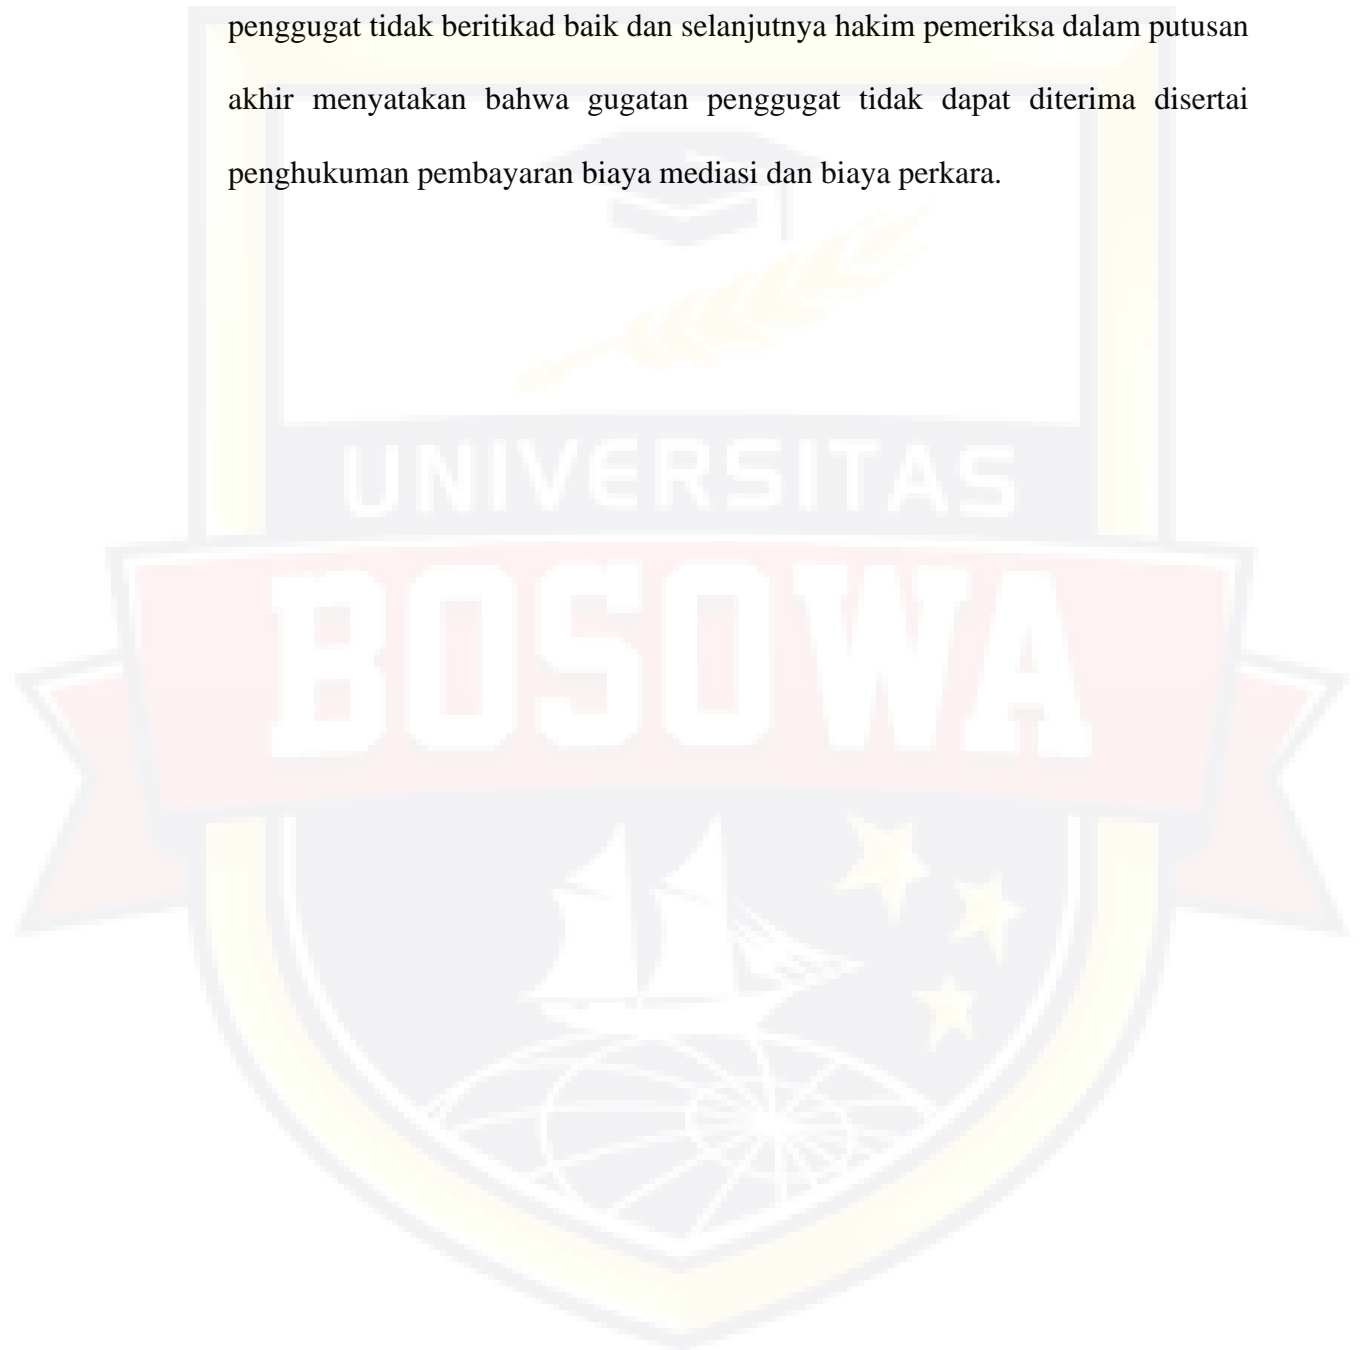 penggugat tidak beritikad baik dan selanjutnya hakim pemeriksa dalam putusan
akhir menyatakan bahwa gugatan penggugat tidak dapat diterima disertai
penghukuman pembayaran biaya mediasi dan biaya perkara.
UNIVERSITAS
BOSOWA